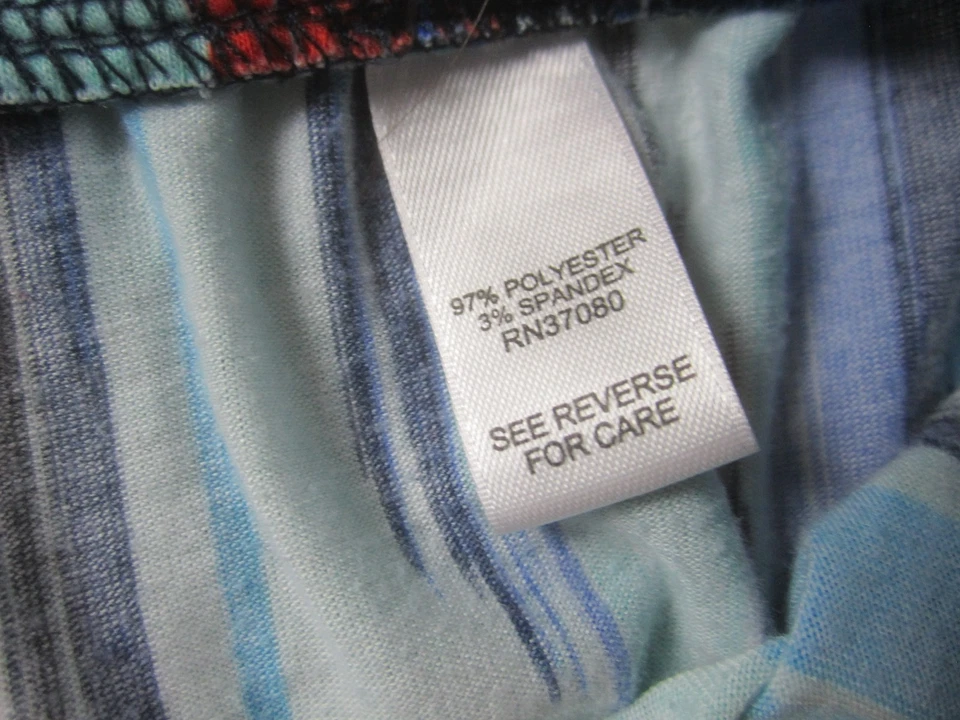 97% POLYESTER
3% SPANDEX
RN37080
SEE REVERSE
FOR CARE